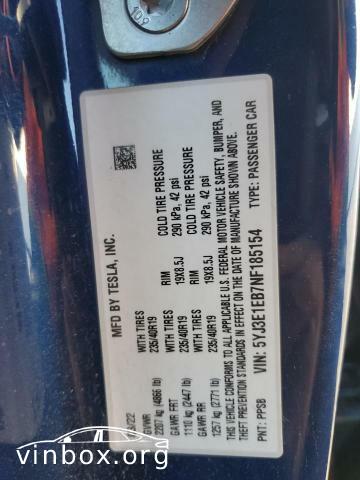 109
MFD BY TESLA, INC.
/22
GVWR WITH TIRES RIM COLD TIRE PRESSURE
2207 kg (4866 lb) 235/40R19 19X8.5J 290 kPa, 42 psi
GAWR FRT WITH TIRES RIM COLD TIRE PRESSURE
1110 kg (2447 lb) 235/40R19 19X8.5J 290 kPa, 42 psi
GAWR RR
1257 kg (2771 lb)
THIS VEHICLE CONFORMS TO ALL APPLICABLE U.S. FEDERAL MOTOR VEHICLE SAFETY, BUMPER, AND
THEFT PREVENTION STANDARDS IN EFFECT ON THE DATE OF MANUFACTURE SHOWN ABOVE.
VIN: 5YJ3E1EB7NF185154 TYPE: PASSENGER CAR
PNT: PPSB
vinbox.org
vinbox.org